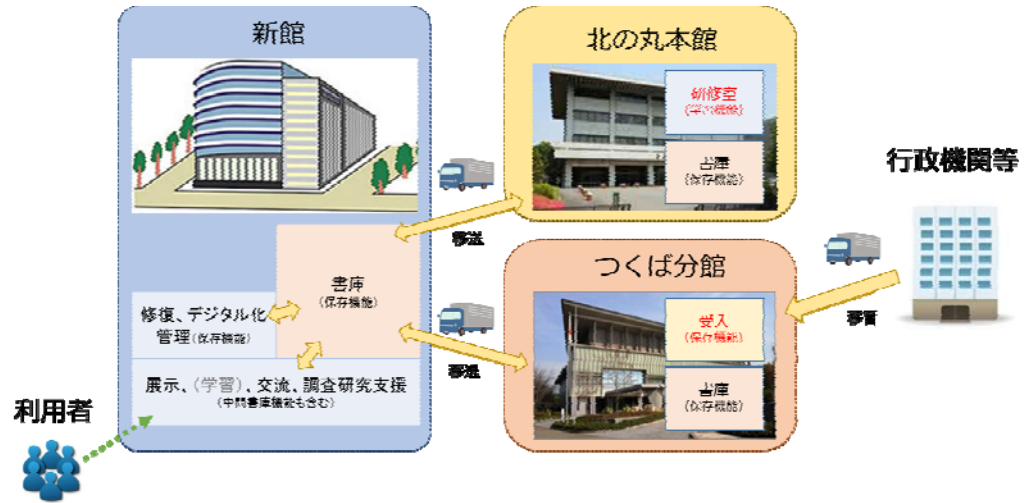 新館
北の丸本館
研修室
(学習機能)
書庫
(保存機能)
行政機関等
移送
つくば分館
書庫
(保存機能)
修復、デジタル化
管理(保存機能)
受入
(保存機能)
移管
移送
書庫
(保存機能)
展示、(学習)、交流、調査研究支援
(中間書庫機能も含む)
利用者